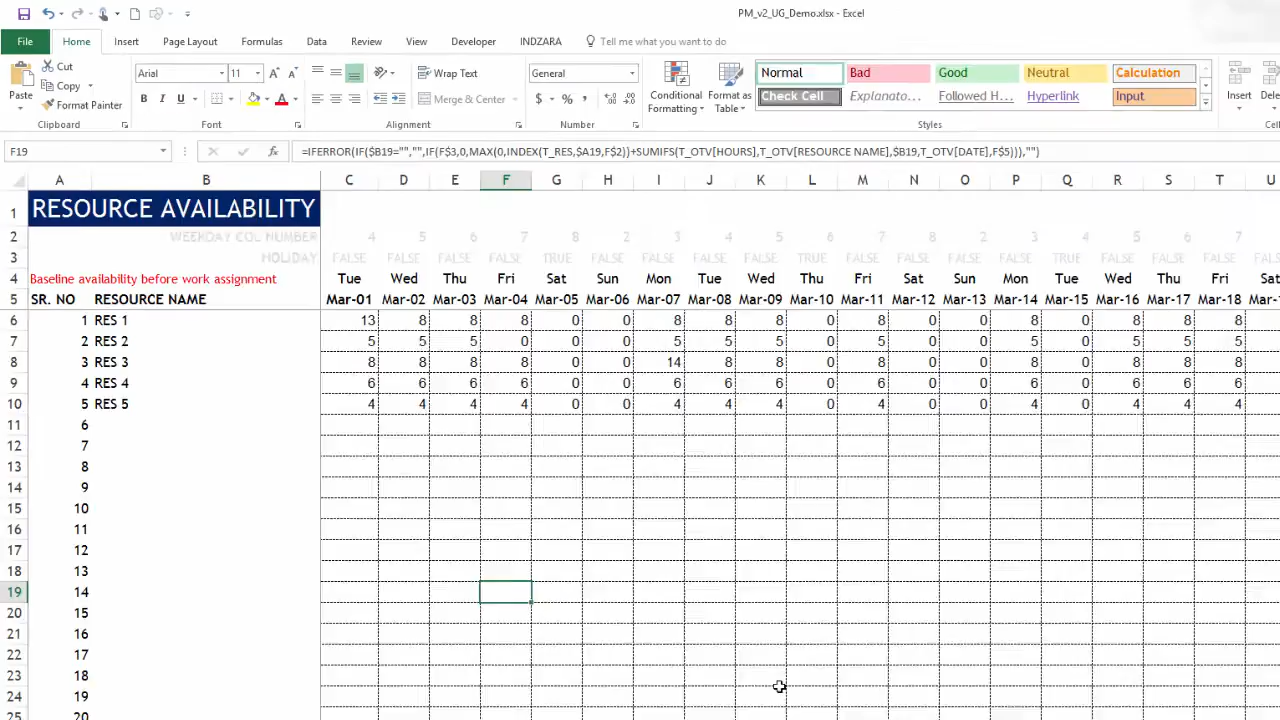 PM_v2_UG_Demo.xlsx - Excel
File Home Insert Page Layout Formulas Data Review View Developer INDZARA Tell me what you want to do
Paste Cut Copy Format Painter Clipboard
Arial 11 A A B I U A Font
Wrap Text Merge & Center Alignment
General $ % , Number
Conditional Formatting Format as Table
Normal Bad Good Neutral Calculation
Check Cell Explanato... Followed H... Hyperlink Input
Styles
Insert
F19 fx =IFERROR(IF($B19="","",IF(F$3,0,MAX(0,INDEX(T_RES,$A19,F$2))+SUMIFS(T_OTV[HOURS],T_OTV[RESOURCE NAME],$B19,T_OTV[DATE],F$5))),"")
A B C D E F G H I J K L M N O P Q R S T U
1 RESOURCE AVAILABILITY
2 WEEKDAY COL NUMBER 4 5 6 7 8 2 3 4 5 6 7 8 2 3 4 5 6 7
3 HOLIDAY FALSE FALSE FALSE FALSE TRUE FALSE FALSE FALSE FALSE TRUE FALSE FALSE FALSE FALSE TRUE FALSE FALSE FALSE
4 Baseline availability before work assignment Tue Wed Thu Fri Sat Sun Mon Tue Wed Thu Fri Sat Sun Mon Tue Wed Thu Fri
5 SR. NO RESOURCE NAME Mar-01 Mar-02 Mar-03 Mar-04 Mar-05 Mar-06 Mar-07 Mar-08 Mar-09 Mar-10 Mar-11 Mar-12 Mar-13 Mar-14 Mar-15 Mar-16 Mar-17 Mar-18
6 1 RES 1 13 8 8 8 0 0 8 8 8 0 8 0 0 8 0 8 8 8
7 2 RES 2 5 5 5 0 0 0 5 5 5 0 5 0 0 5 0 5 5 5
8 3 RES 3 8 8 8 8 0 0 14 8 8 0 8 0 0 8 0 8 8 8
9 4 RES 4 6 6 6 6 0 0 6 6 6 0 6 0 0 6 0 6 6 6
10 5 RES 5 4 4 4 4 0 0 4 4 4 0 4 0 0 4 0 4 4 4
11 6
12 7
13 8
14 9
15 10
16 11
17 12
18 13
19 14
20 15
21 16
22 17
23 18
24 19
25 20